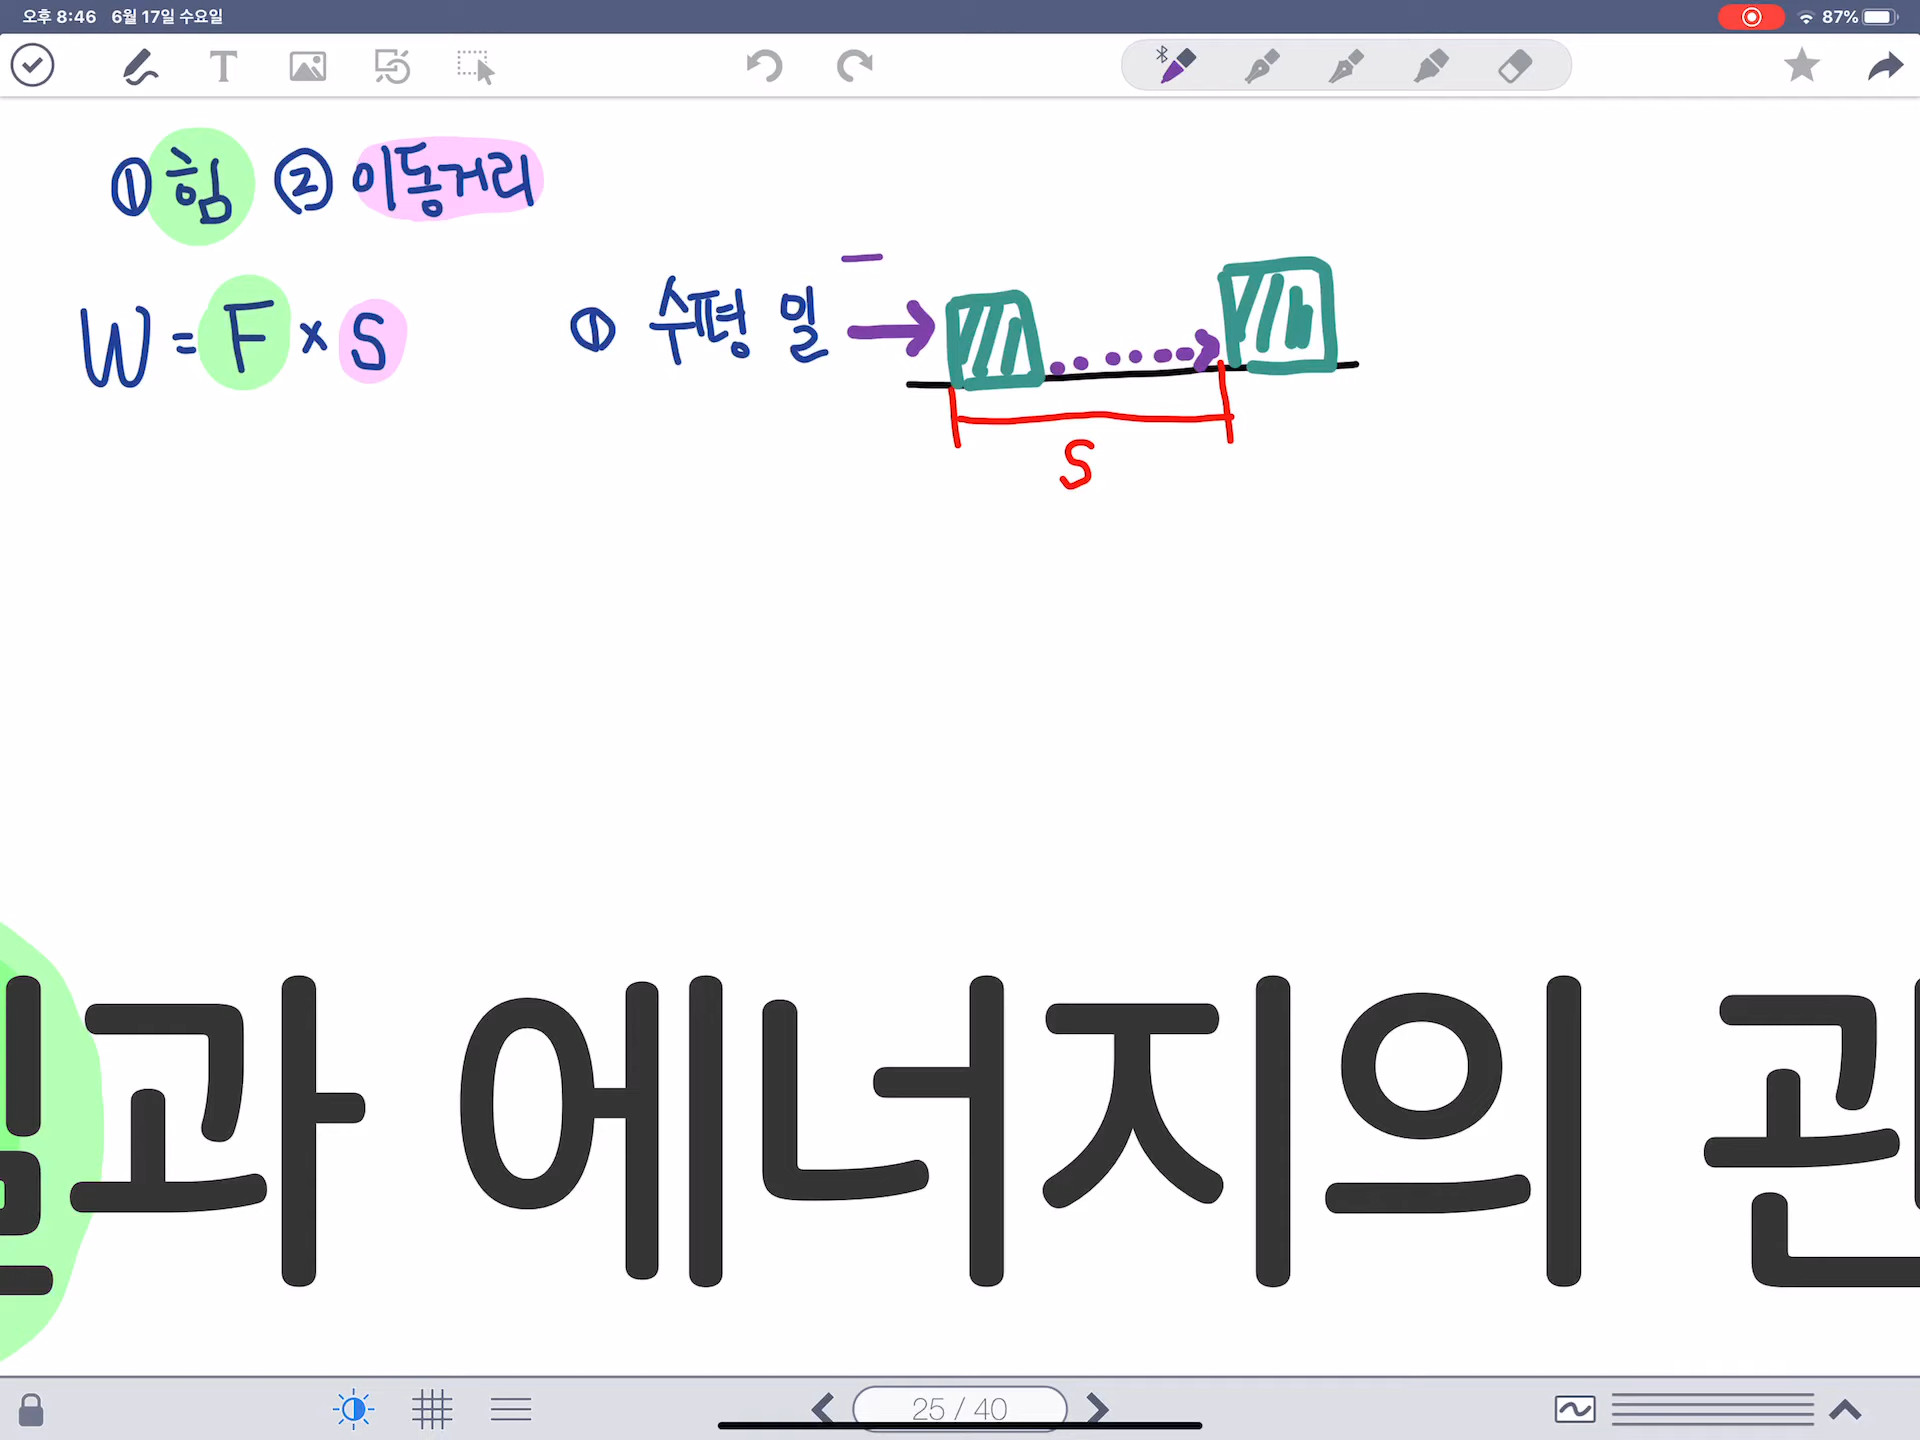 오후 8:46 6월 17일 수요일
87%
① 힘 ② 이동거리
W = F × S
① 수평 밀
S
과 에너지의
25 / 40